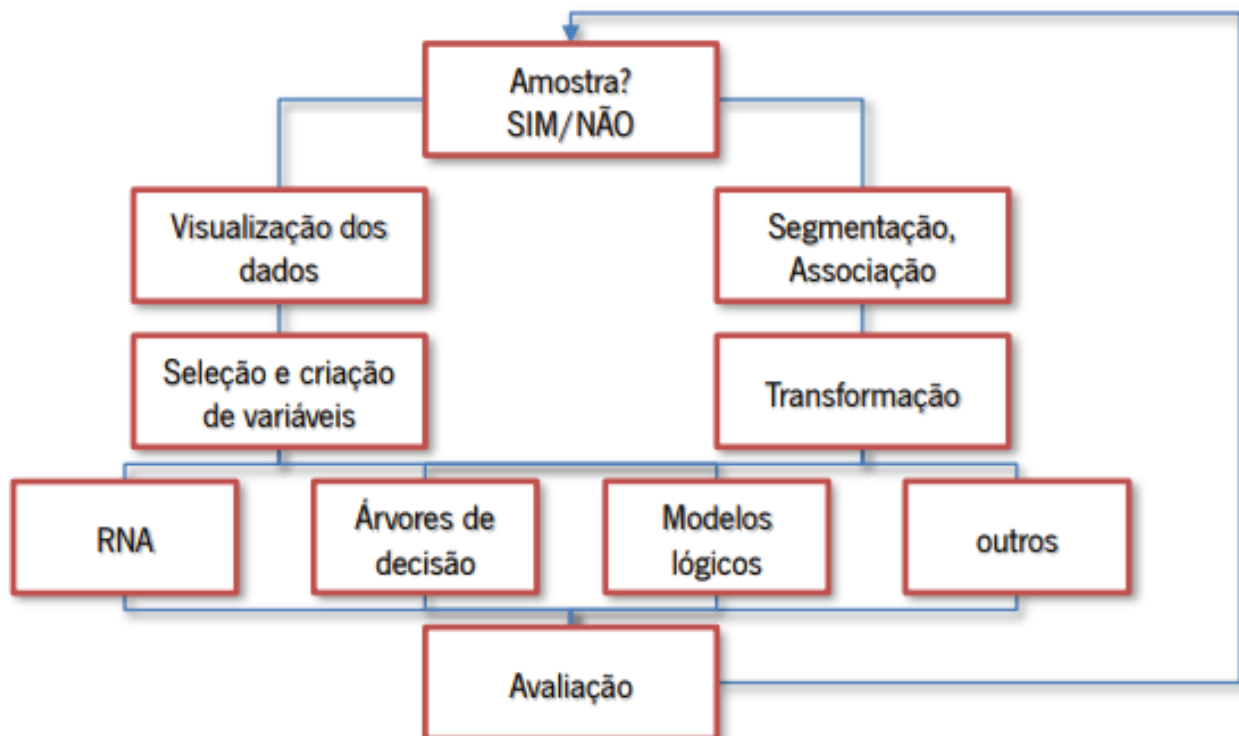 Amostra?
SIM/NÃO
Visualização dos
dados
Segmentação,
Associação
Seleção e criação
de variáveis
Transformação
RNA
Árvores de
decisão
Modelos
lógicos
outros
Avaliação